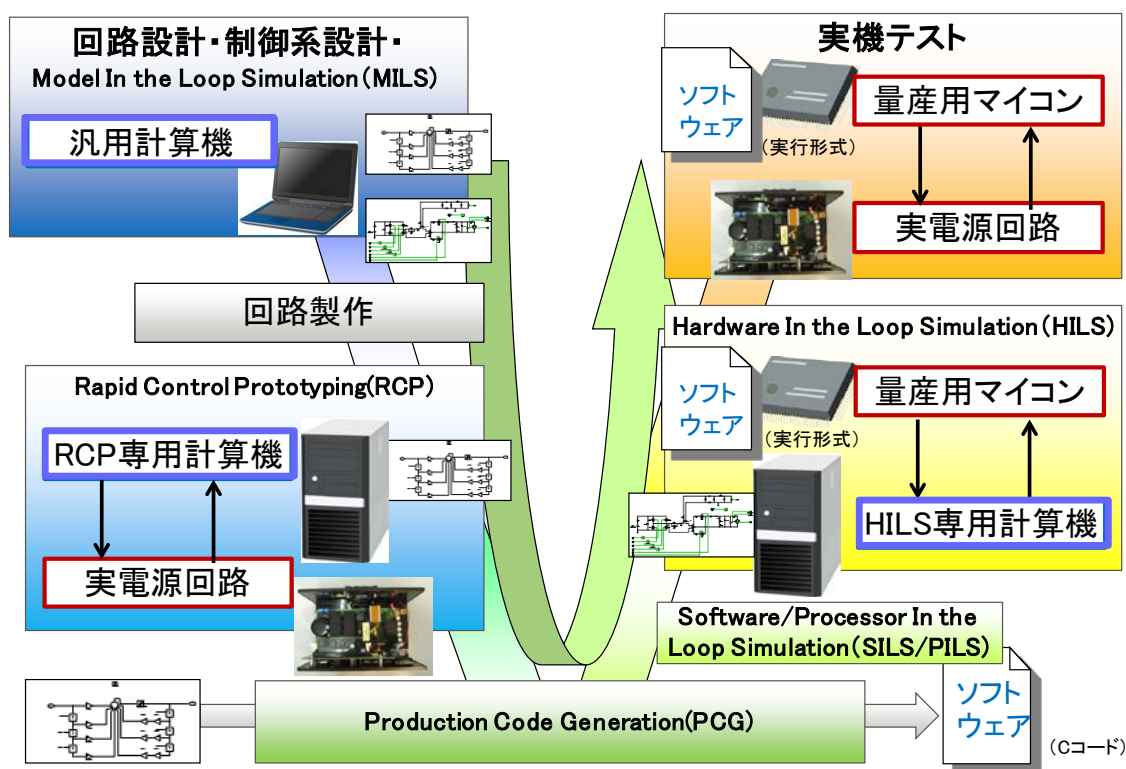 回路設計・制御系設計・
Model In the Loop Simulation（MILS）
汎用計算機
回路製作
Rapid Control Prototyping(RCP)
RCP専用計算機
実電源回路
Production Code Generation(PCG)
ソフト
ウェア
（Cコード）
Software/Processor In the
Loop Simulation（SILS/PILS）
Hardware In the Loop Simulation（HILS）
ソフト
ウェア
（実行形式）
量産用マイコン
HILS専用計算機
実機テスト
ソフト
ウェア
（実行形式）
量産用マイコン
実電源回路